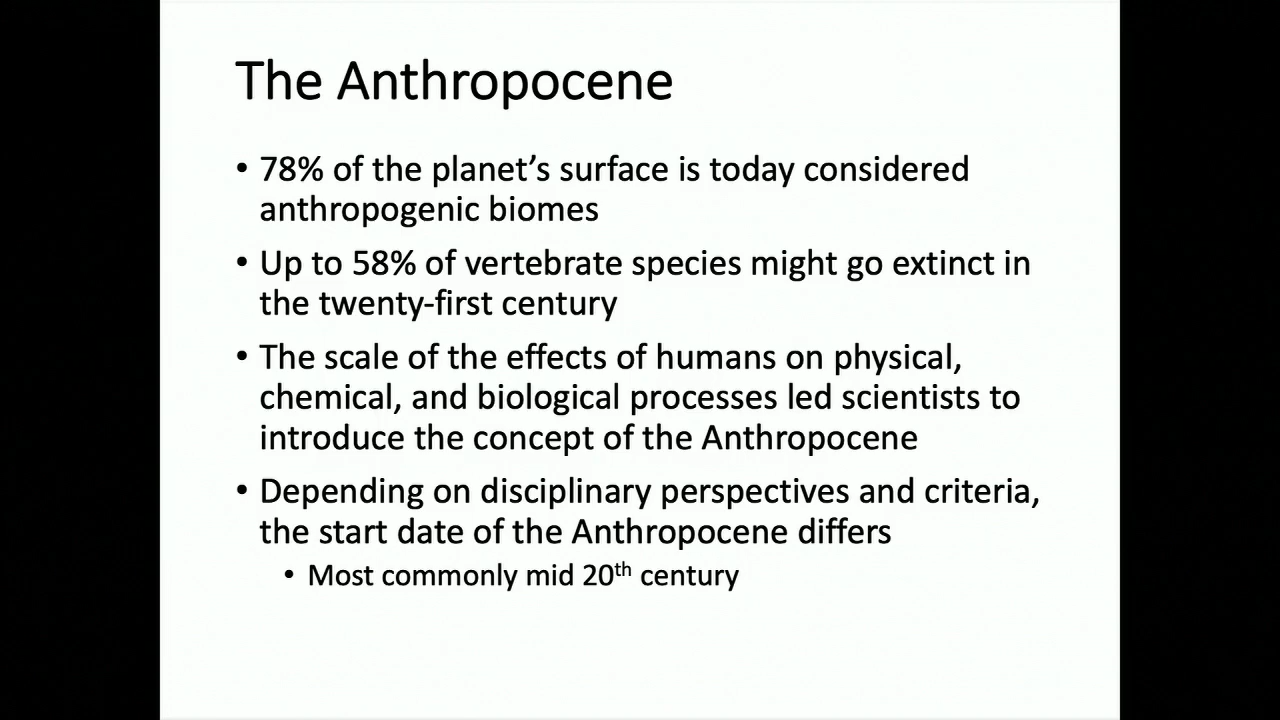 The Anthropocene
• 78% of the planet’s surface is today considered
anthropogenic biomes
• Up to 58% of vertebrate species might go extinct in
the twenty-first century
• The scale of the effects of humans on physical,
chemical, and biological processes led scientists to
introduce the concept of the Anthropocene
• Depending on disciplinary perspectives and criteria,
the start date of the Anthropocene differs
• Most commonly mid 20th century